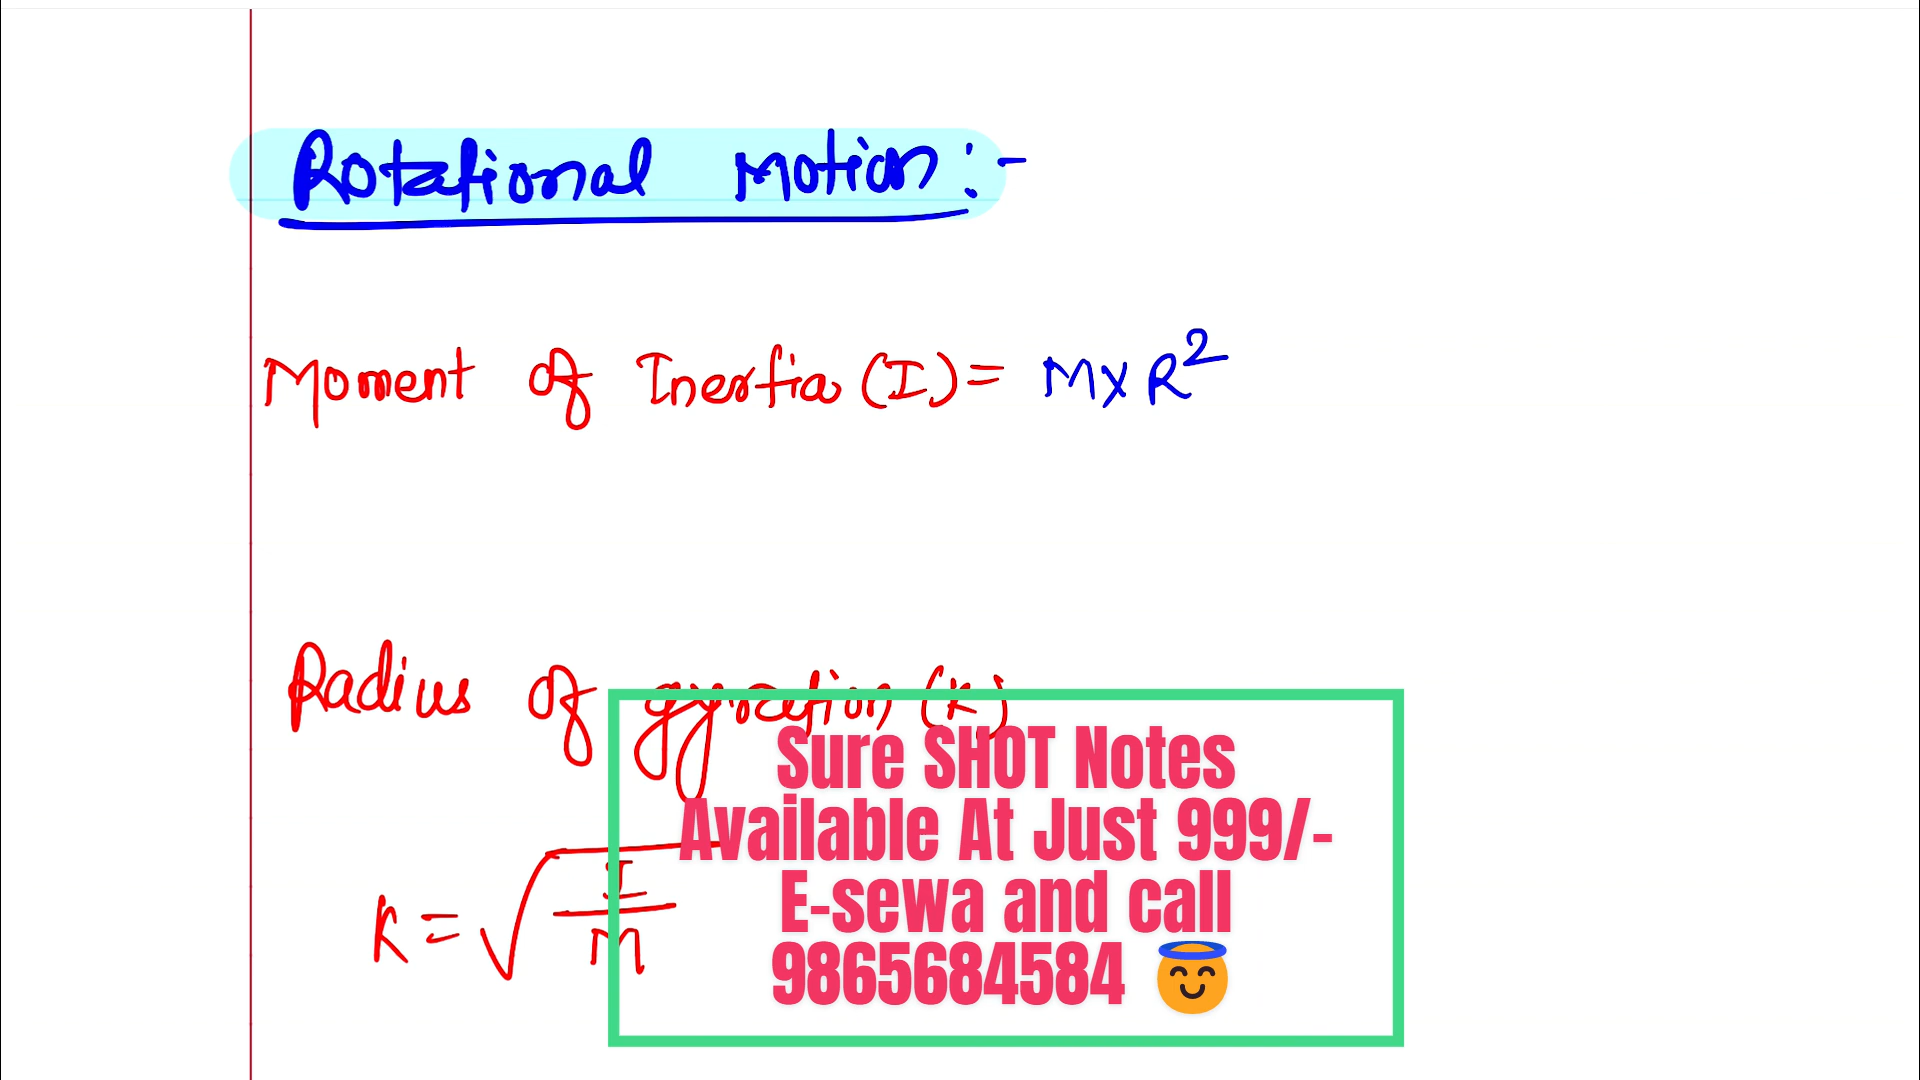 Rotational Motion:-
Moment of Inertia (I) = M x R²
Radius of gyration (K)
K = √ I / M
Sure SHOT Notes
Available At Just 999/-
E-sewa and call
9865684584 😇